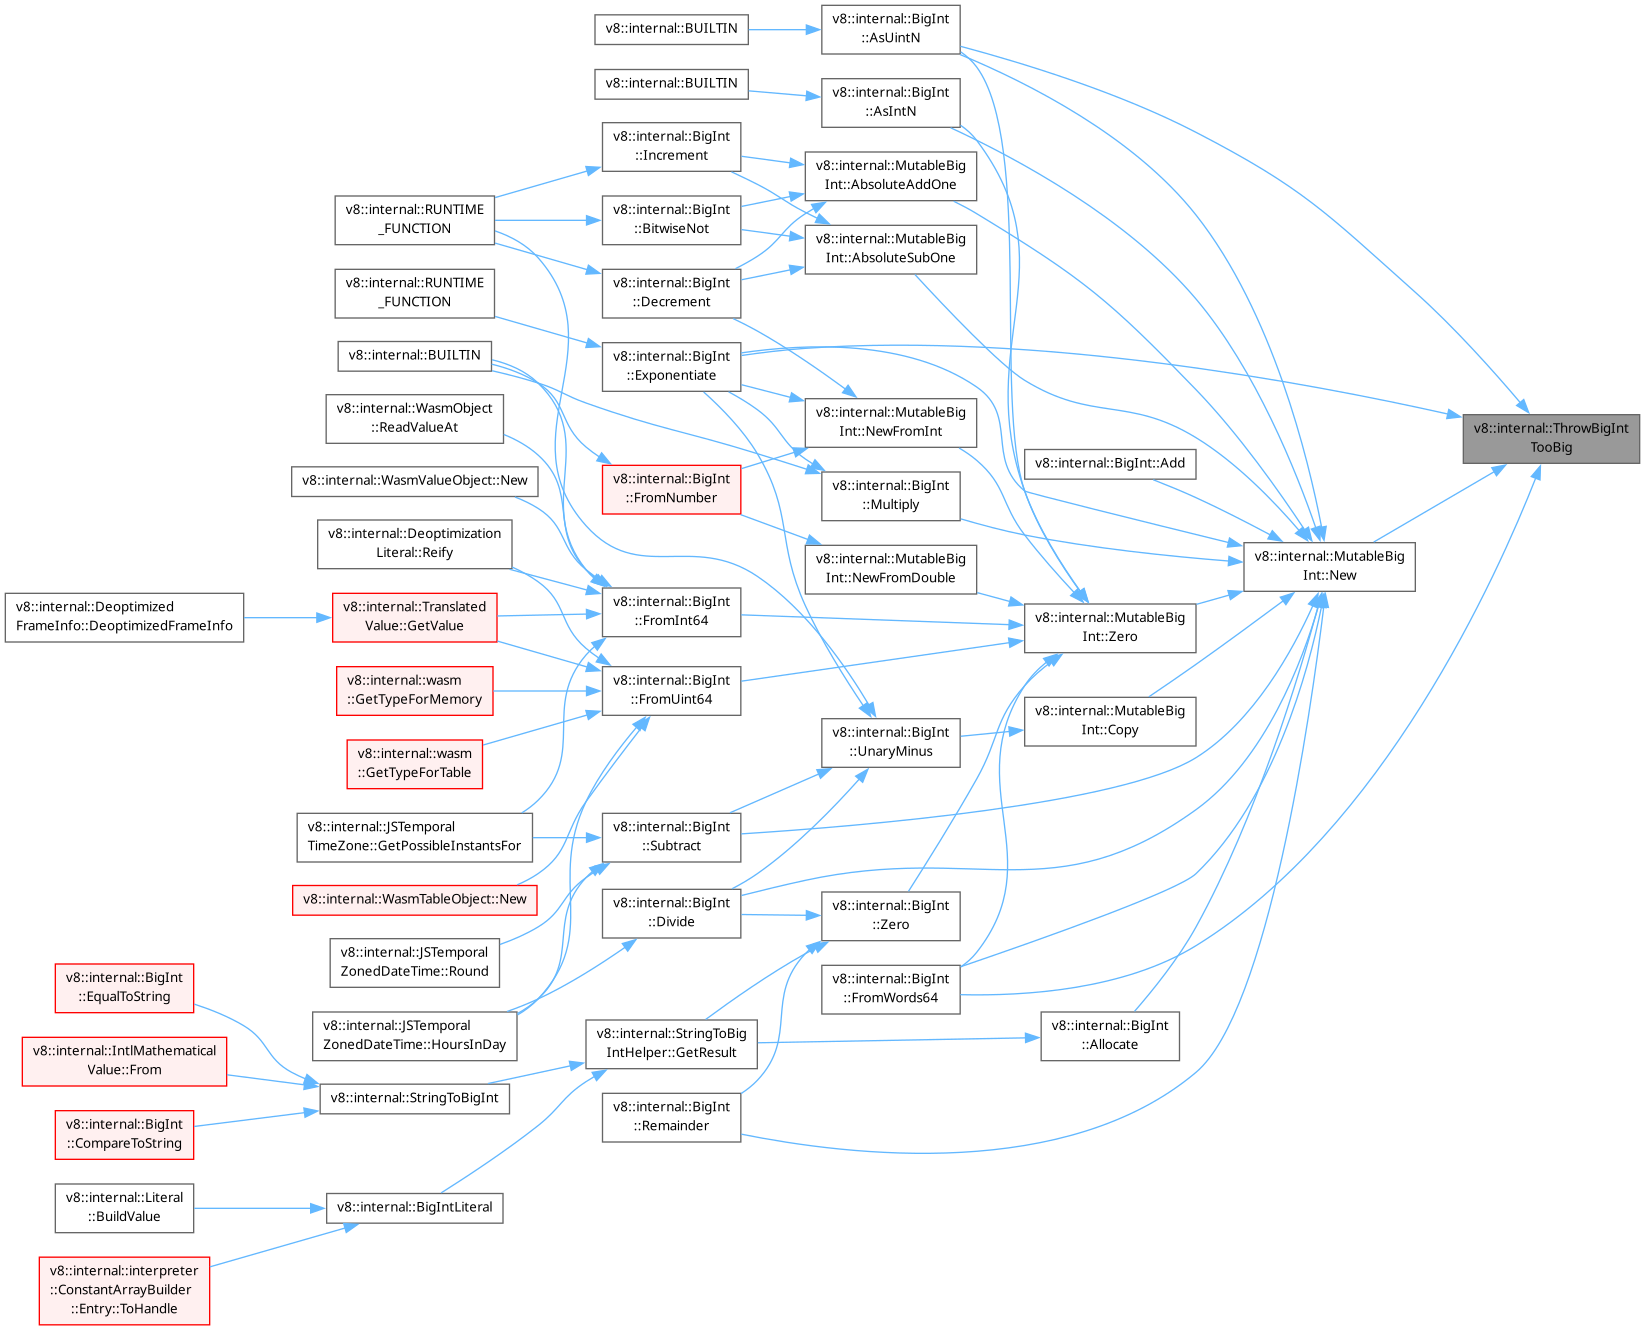 v8::internal::BUILTIN
v8::internal::BigInt
::AsUintN
v8::internal::BUILTIN
v8::internal::BigInt
::AsIntN
v8::internal::BigInt
::Increment
v8::internal::MutableBig
Int::AbsoluteAddOne
v8::internal::RUNTIME
_FUNCTION
v8::internal::BigInt
::BitwiseNot
v8::internal::MutableBig
Int::AbsoluteSubOne
v8::internal::RUNTIME
_FUNCTION
v8::internal::BigInt
::Decrement
v8::internal::BUILTIN
v8::internal::BigInt
::Exponentiate
v8::internal::WasmObject
::ReadValueAt
v8::internal::MutableBig
Int::NewFromInt
v8::internal::ThrowBigInt
TooBig
v8::internal::BigInt::Add
v8::internal::WasmValueObject::New
v8::internal::BigInt
::FromNumber
v8::internal::BigInt
::Multiply
v8::internal::Deoptimization
Literal::Reify
v8::internal::MutableBig
Int::NewFromDouble
v8::internal::MutableBig
Int::New
v8::internal::Deoptimized
FrameInfo::DeoptimizedFrameInfo
v8::internal::Translated
Value::GetValue
v8::internal::BigInt
::FromInt64
v8::internal::MutableBig
Int::Zero
v8::internal::wasm
::GetTypeForMemory
v8::internal::BigInt
::FromUint64
v8::internal::BigInt
::UnaryMinus
v8::internal::MutableBig
Int::Copy
v8::internal::wasm
::GetTypeForTable
v8::internal::JSTemporal
TimeZone::GetPossibleInstantsFor
v8::internal::BigInt
::Subtract
v8::internal::WasmTableObject::New
v8::internal::BigInt
::Divide
v8::internal::BigInt
::Zero
v8::internal::JSTemporal
ZonedDateTime::Round
v8::internal::BigInt
::FromWords64
v8::internal::BigInt
::EqualToString
v8::internal::JSTemporal
ZonedDateTime::HoursInDay
v8::internal::StringToBig
IntHelper::GetResult
v8::internal::BigInt
::Allocate
v8::internal::IntlMathematical
Value::From
v8::internal::StringToBigInt
v8::internal::BigInt
::Remainder
v8::internal::BigInt
::CompareToString
v8::internal::Literal
::BuildValue
v8::internal::BigIntLiteral
v8::internal::interpreter
::ConstantArrayBuilder
::Entry::ToHandle